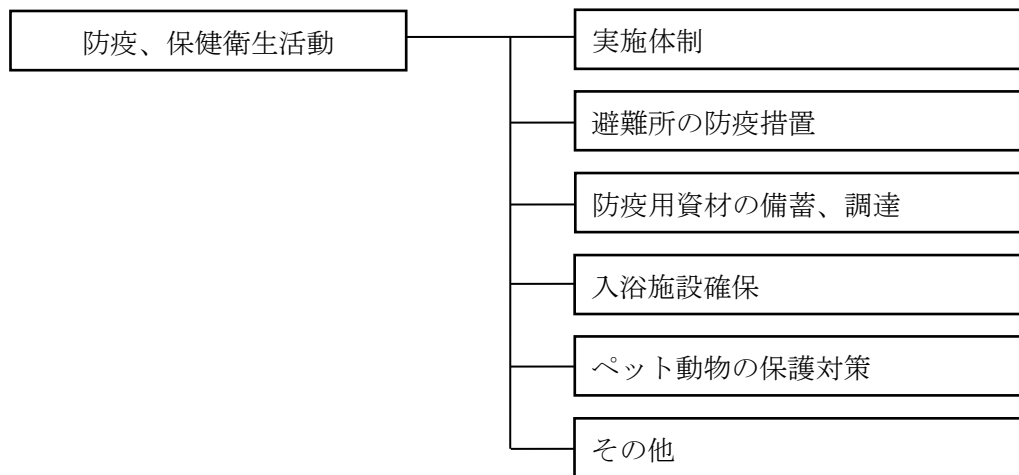 防疫、保健衛生活動
実施体制
避難所の防疫措置
防疫用資材の備蓄、調達
入浴施設確保
ペット動物の保護対策
その他